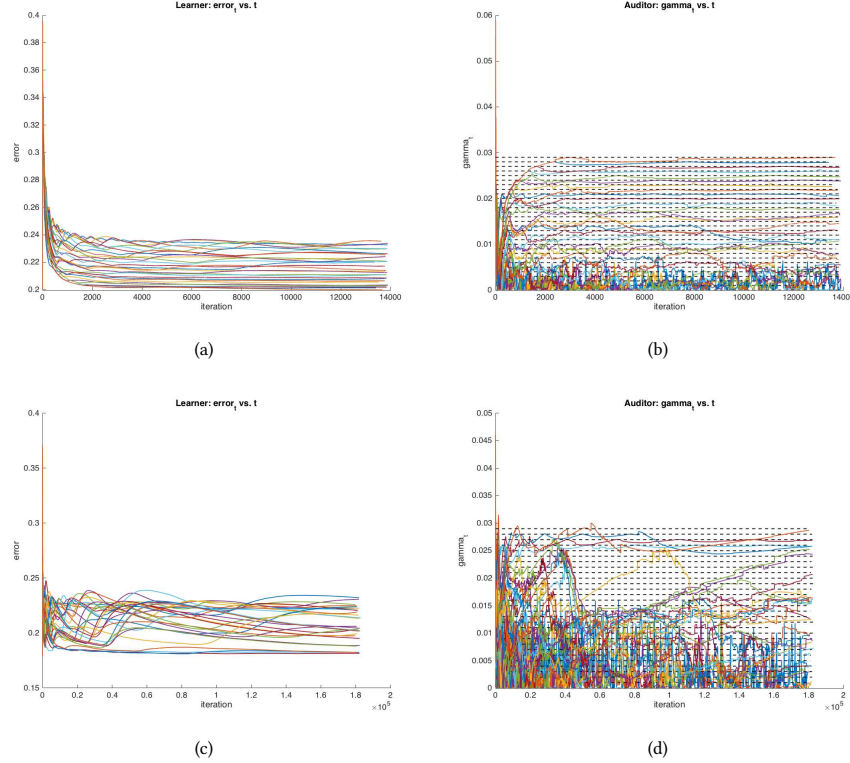 Learner: error_t vs. t
0.4
0.38
0.36
0.34
0.32
0.3
0.28
0.26
0.24
0.22
0.2
error
0 2000 4000 6000 8000 10000 12000 14000
iteration
(a)
Auditor: gamma_t vs. t
0.06
0.05
0.04
0.03
0.02
0.01
0
gamma_t
0 2000 4000 6000 8000 10000 12000 1400
iteration
(b)
Learner: error_t vs. t
0.4
0.35
0.3
0.25
0.2
0.15
error
0 0.2 0.4 0.6 0.8 1 1.2 1.4 1.6 1.8 2
iteration
×10^5
(c)
Auditor: gamma_t vs. t
0.05
0.045
0.04
0.035
0.03
0.025
0.02
0.015
0.01
0.005
0
gamma_t
0 0.2 0.4 0.6 0.8 1 1.2 1.4 1.6 1.8 2
iteration
×10^5
(d)